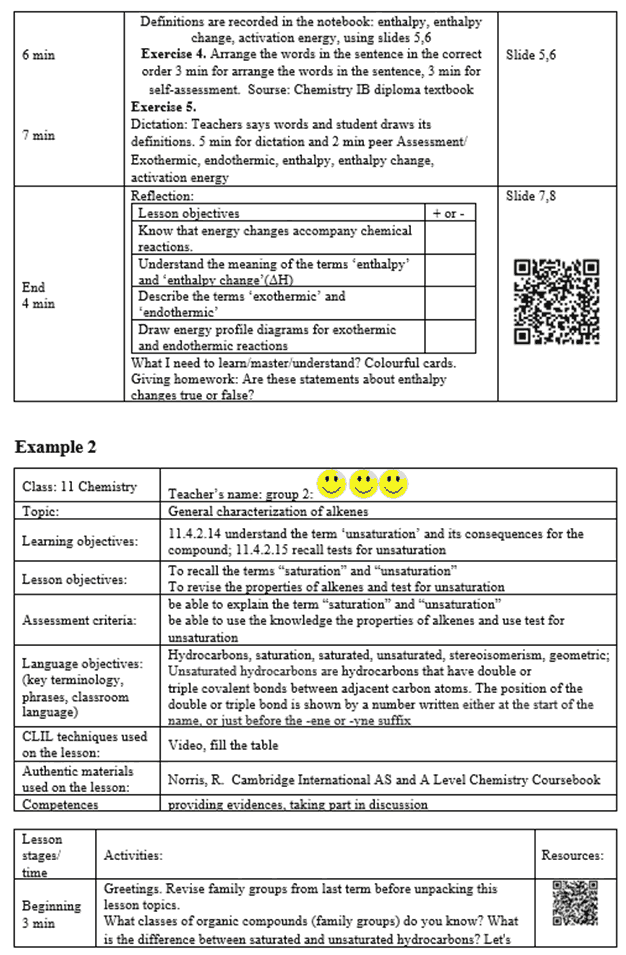 6 min
Definitions are recorded in the notebook: enthalpy, enthalpy
change, activation energy, using slides 5,6
Exercise 4. Arrange the words in the sentence in the correct
order 3 min for arrange the words in the sentence, 3 min for
self-assessment. Sourse: Chemistry IB diploma textbook
Slide 5,6
7 min
Exercise 5.
Dictation: Teachers says words and student draws its
definitions. 5 min for dictation and 2 min peer Assessment/
Exothermic, endothermic, enthalpy, enthalpy change,
activation energy
End
4 min
Reflection:
Lesson objectives + or -
Know that energy changes accompany chemical
reactions.
Understand the meaning of the terms ‘enthalpy’
and ‘enthalpy change’(ΔH)
Describe the terms ‘exothermic’ and
‘endothermic’
Draw energy profile diagrams for exothermic
and endothermic reactions
What I need to learn/master/understand? Colourful cards.
Giving homework: Are these statements about enthalpy
changes true or false?
Slide 7,8
Example 2
Class: 11 Chemistry
Teacher’s name: group 2:
Topic:
General characterization of alkenes
Learning objectives:
11.4.2.14 understand the term ‘unsaturation’ and its consequences for the
compound; 11.4.2.15 recall tests for unsaturation
Lesson objectives:
To recall the terms “saturation” and “unsaturation”
To revise the properties of alkenes and test for unsaturation
Assessment criteria:
be able to explain the term “saturation” and “unsaturation”
be able to use the knowledge the properties of alkenes and use test for
unsaturation
Language objectives:
(key terminology,
phrases, classroom
language)
Hydrocarbons, saturation, saturated, unsaturated, stereoisomerism, geometric;
Unsaturated hydrocarbons are hydrocarbons that have double or
triple covalent bonds between adjacent carbon atoms. The position of the
double or triple bond is shown by a number written either at the start of the
name, or just before the -ene or -yne suffix
CLIL techniques used
on the lesson:
Video, fill the table
Authentic materials
used on the lesson:
Norris, R. Cambridge International AS and A Level Chemistry Coursebook
Competences
providing evidences, taking part in discussion
Lesson
stages/
time
Activities:
Resources:
Beginning
3 min
Greetings. Revise family groups from last term before unpacking this
lesson topics.
What classes of organic compounds (family groups) do you know? What
is the difference between saturated and unsaturated hydrocarbons? Let's